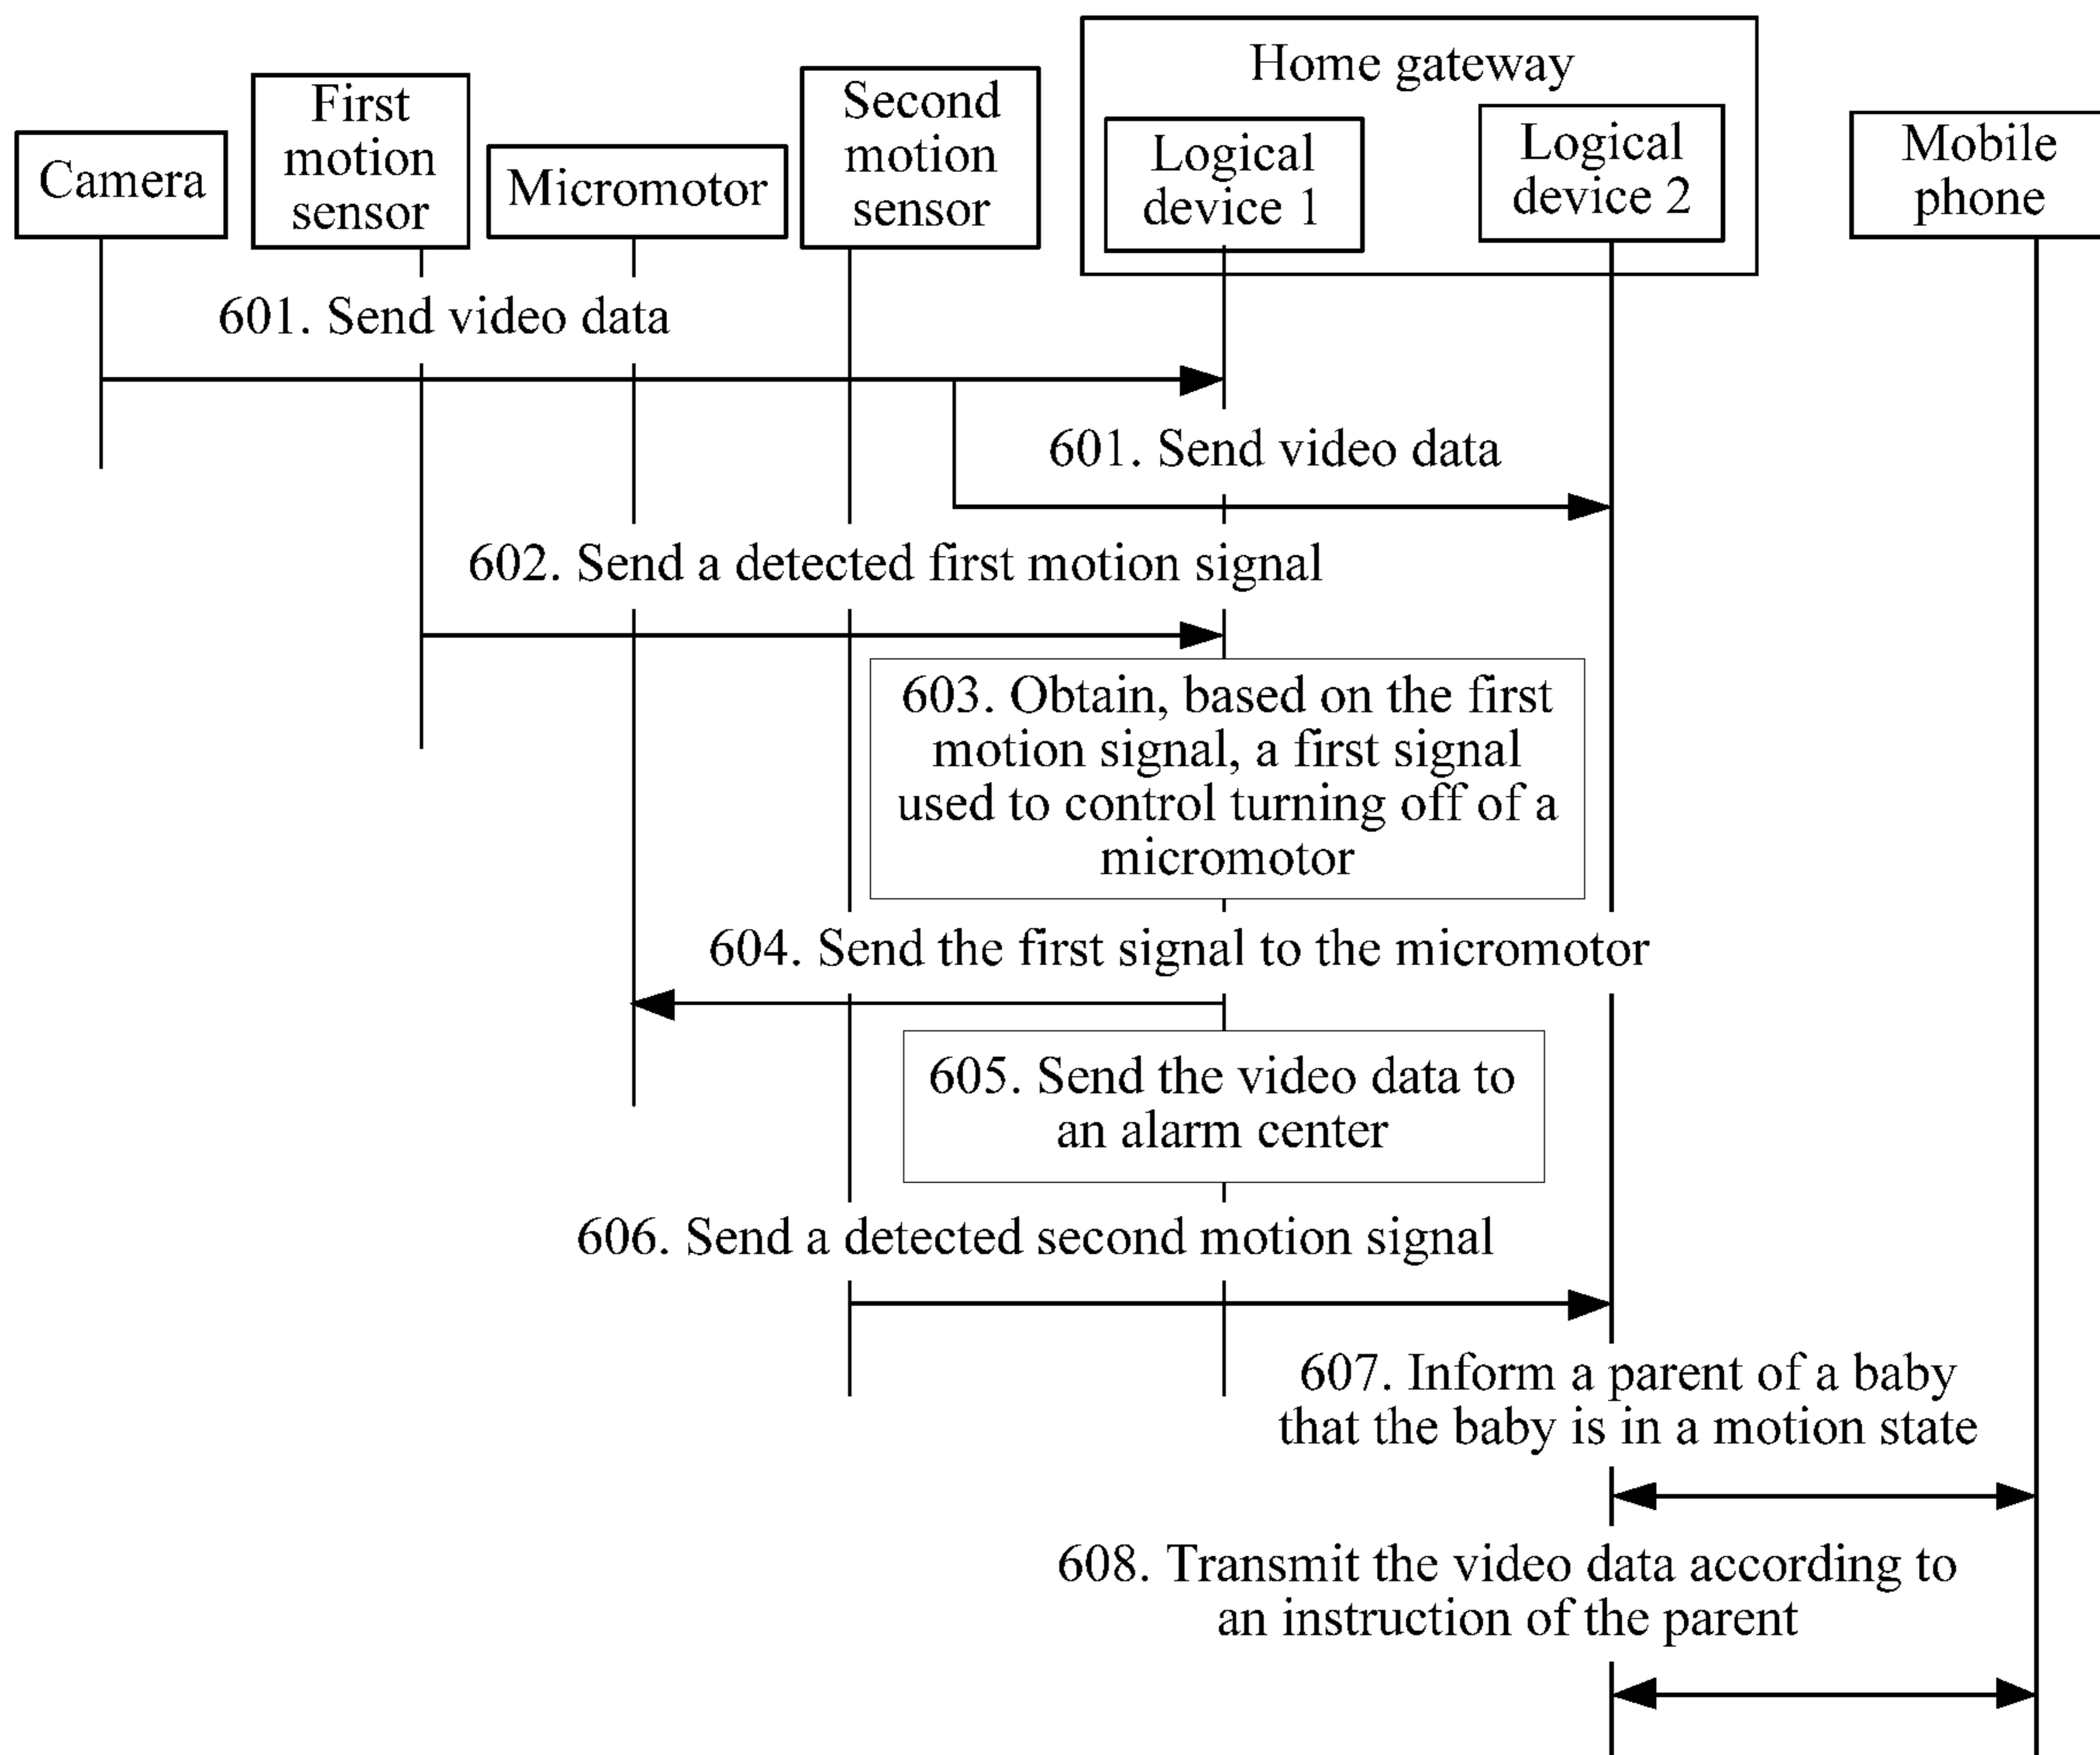 Home gateway
Camera
First
motion
sensor
Micromotor
Second
motion
sensor
Logical
device 1
Logical
device 2
Mobile
phone
601. Send video data
601. Send video data
602. Send a detected first motion signal
603. Obtain, based on the first
motion signal, a first signal
used to control turning off of a
micromotor
604. Send the first signal to the micromotor
605. Send the video data to
an alarm center
606. Send a detected second motion signal
607. Inform a parent of a baby
that the baby is in a motion state
608. Transmit the video data according to
an instruction of the parent